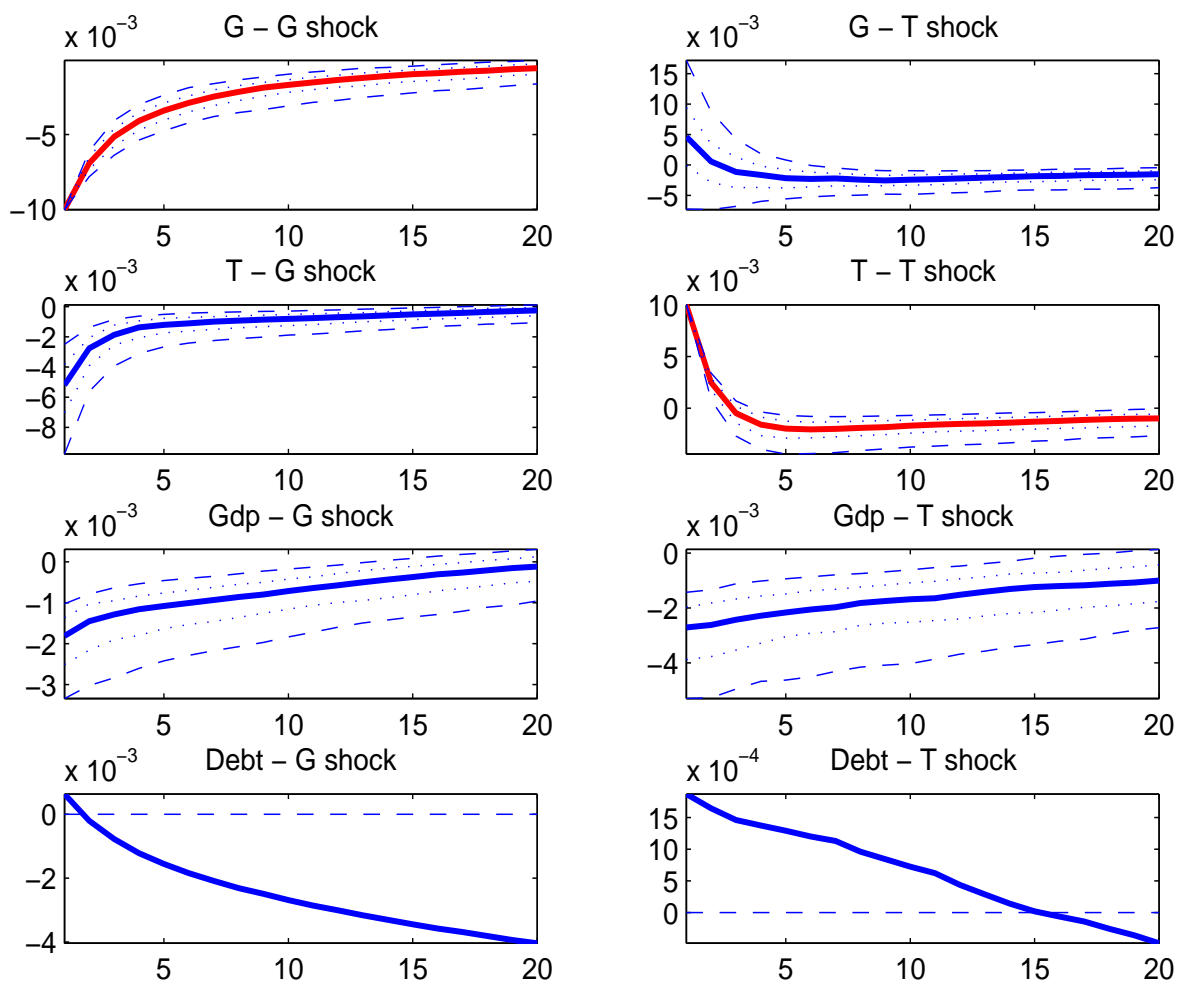 x 10−3
G − G shock
−5
−10
5 10 15 20
x 10−3
G − T shock
15
10
5
0
−5
5 10 15 20
x 10−3
T − G shock
0
−2
−4
−6
−8
5 10 15 20
x 10−3
T − T shock
10
5
0
5 10 15 20
x 10−3
Gdp − G shock
0
−1
−2
−3
5 10 15 20
x 10−3
Gdp − T shock
0
−2
−4
5 10 15 20
x 10−3
Debt − G shock
0
−2
−4
5 10 15 20
x 10−4
Debt − T shock
15
10
5
0
5 10 15 20